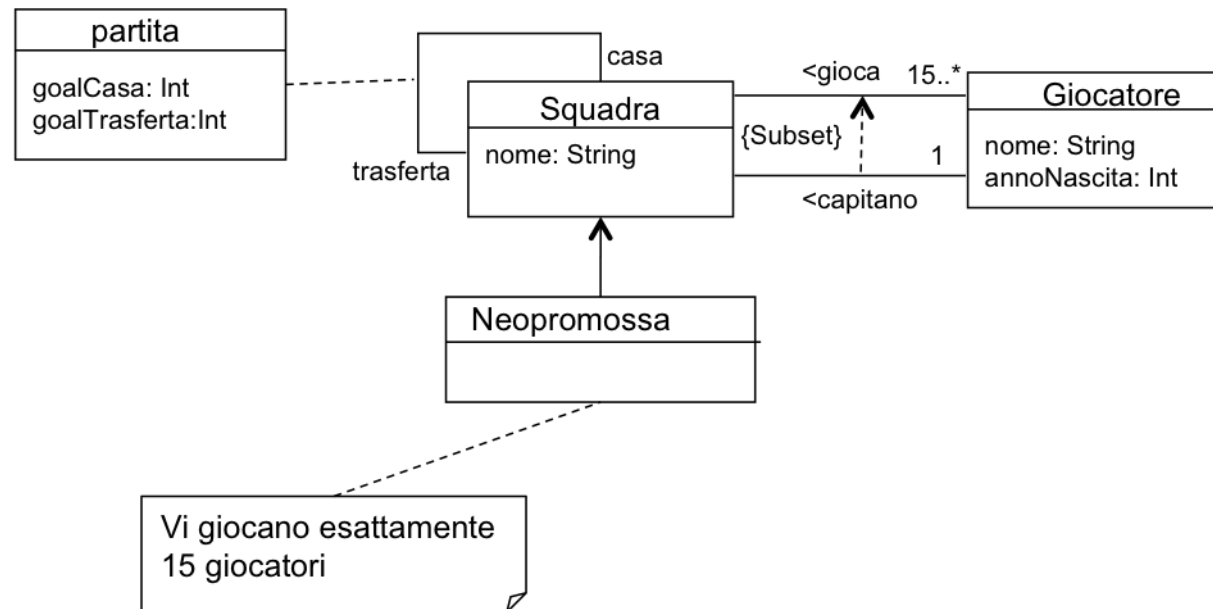 partita
goalCasa: Int
goalTrasferta:Int
casa
trasferta
Squadra
nome: String
<gioca
15..*
{Subset}
1
<capitano
Giocatore
nome: String
annoNascita: Int
Neopromossa
Vi giocano esattamente
15 giocatori